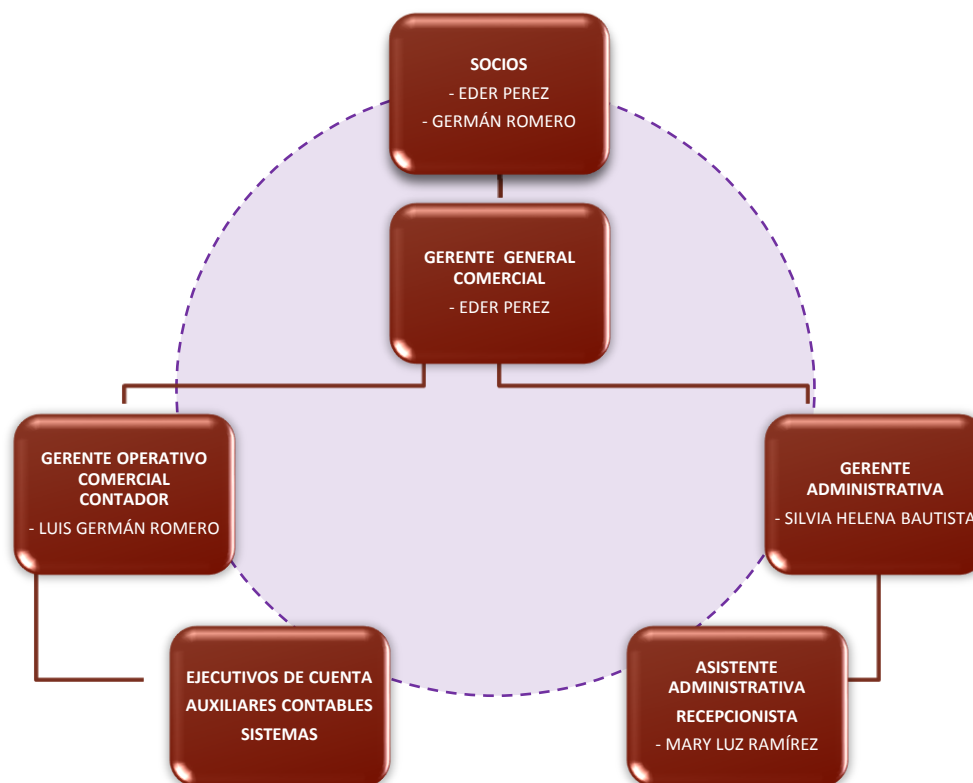 SOCIOS
- EDER PEREZ
- GERMÁN ROMERO
GERENTE GENERAL
COMERCIAL
- EDER PEREZ
GERENTE OPERATIVO
COMERCIAL
CONTADOR
- LUIS GERMÁN ROMERO
GERENTE
ADMINISTRATIVA
- SILVIA HELENA BAUTISTA
EJECUTIVOS DE CUENTA
AUXILIARES CONTABLES
SISTEMAS
ASISTENTE
ADMINISTRATIVA
RECEPCIONISTA
- MARY LUZ RAMÍREZ